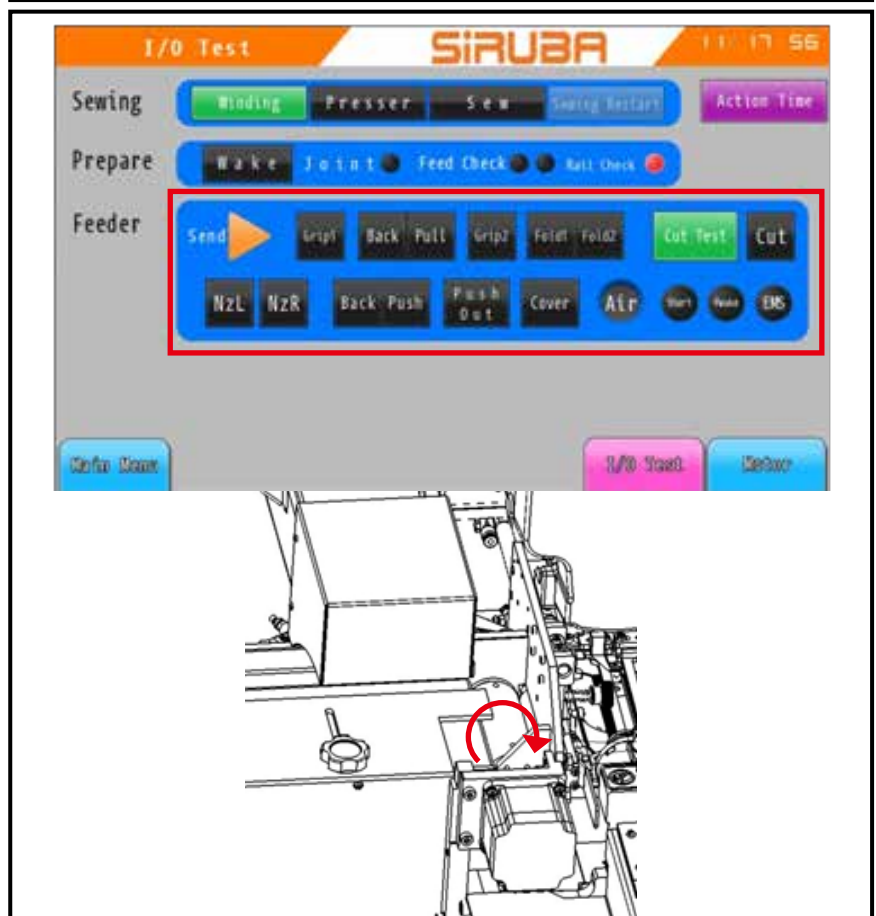 I/O Test SiRUBA 11 17 56
Sewing Winding Presser Sew Sewing Restart Action Time
Prepare Wake Joint Feed Check Rail Check
Feeder Send Grip1 Back Pull Grip2 Fold1 Fold2 Cut Test Cut
NzL NzR Back Push Push Out Cover Air Start Pause EMS
Main Menu I/O Test Motor